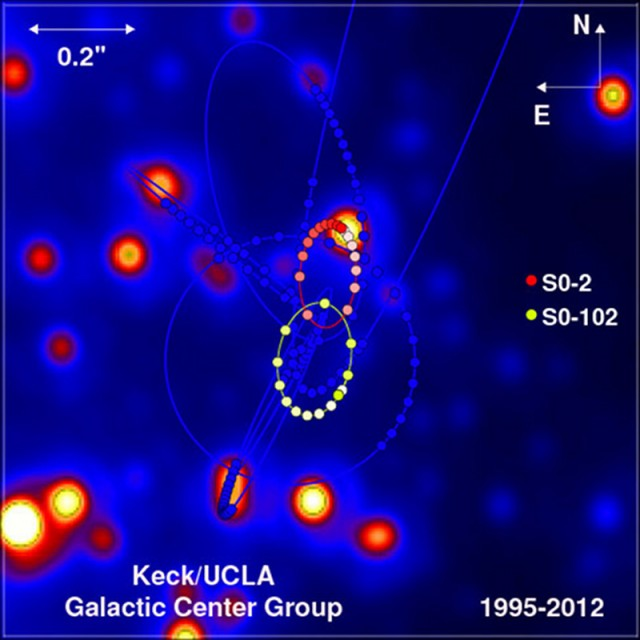 N
0.2"
E
S0-2
S0-102
Keck/UCLA
Galactic Center Group
1995-2012